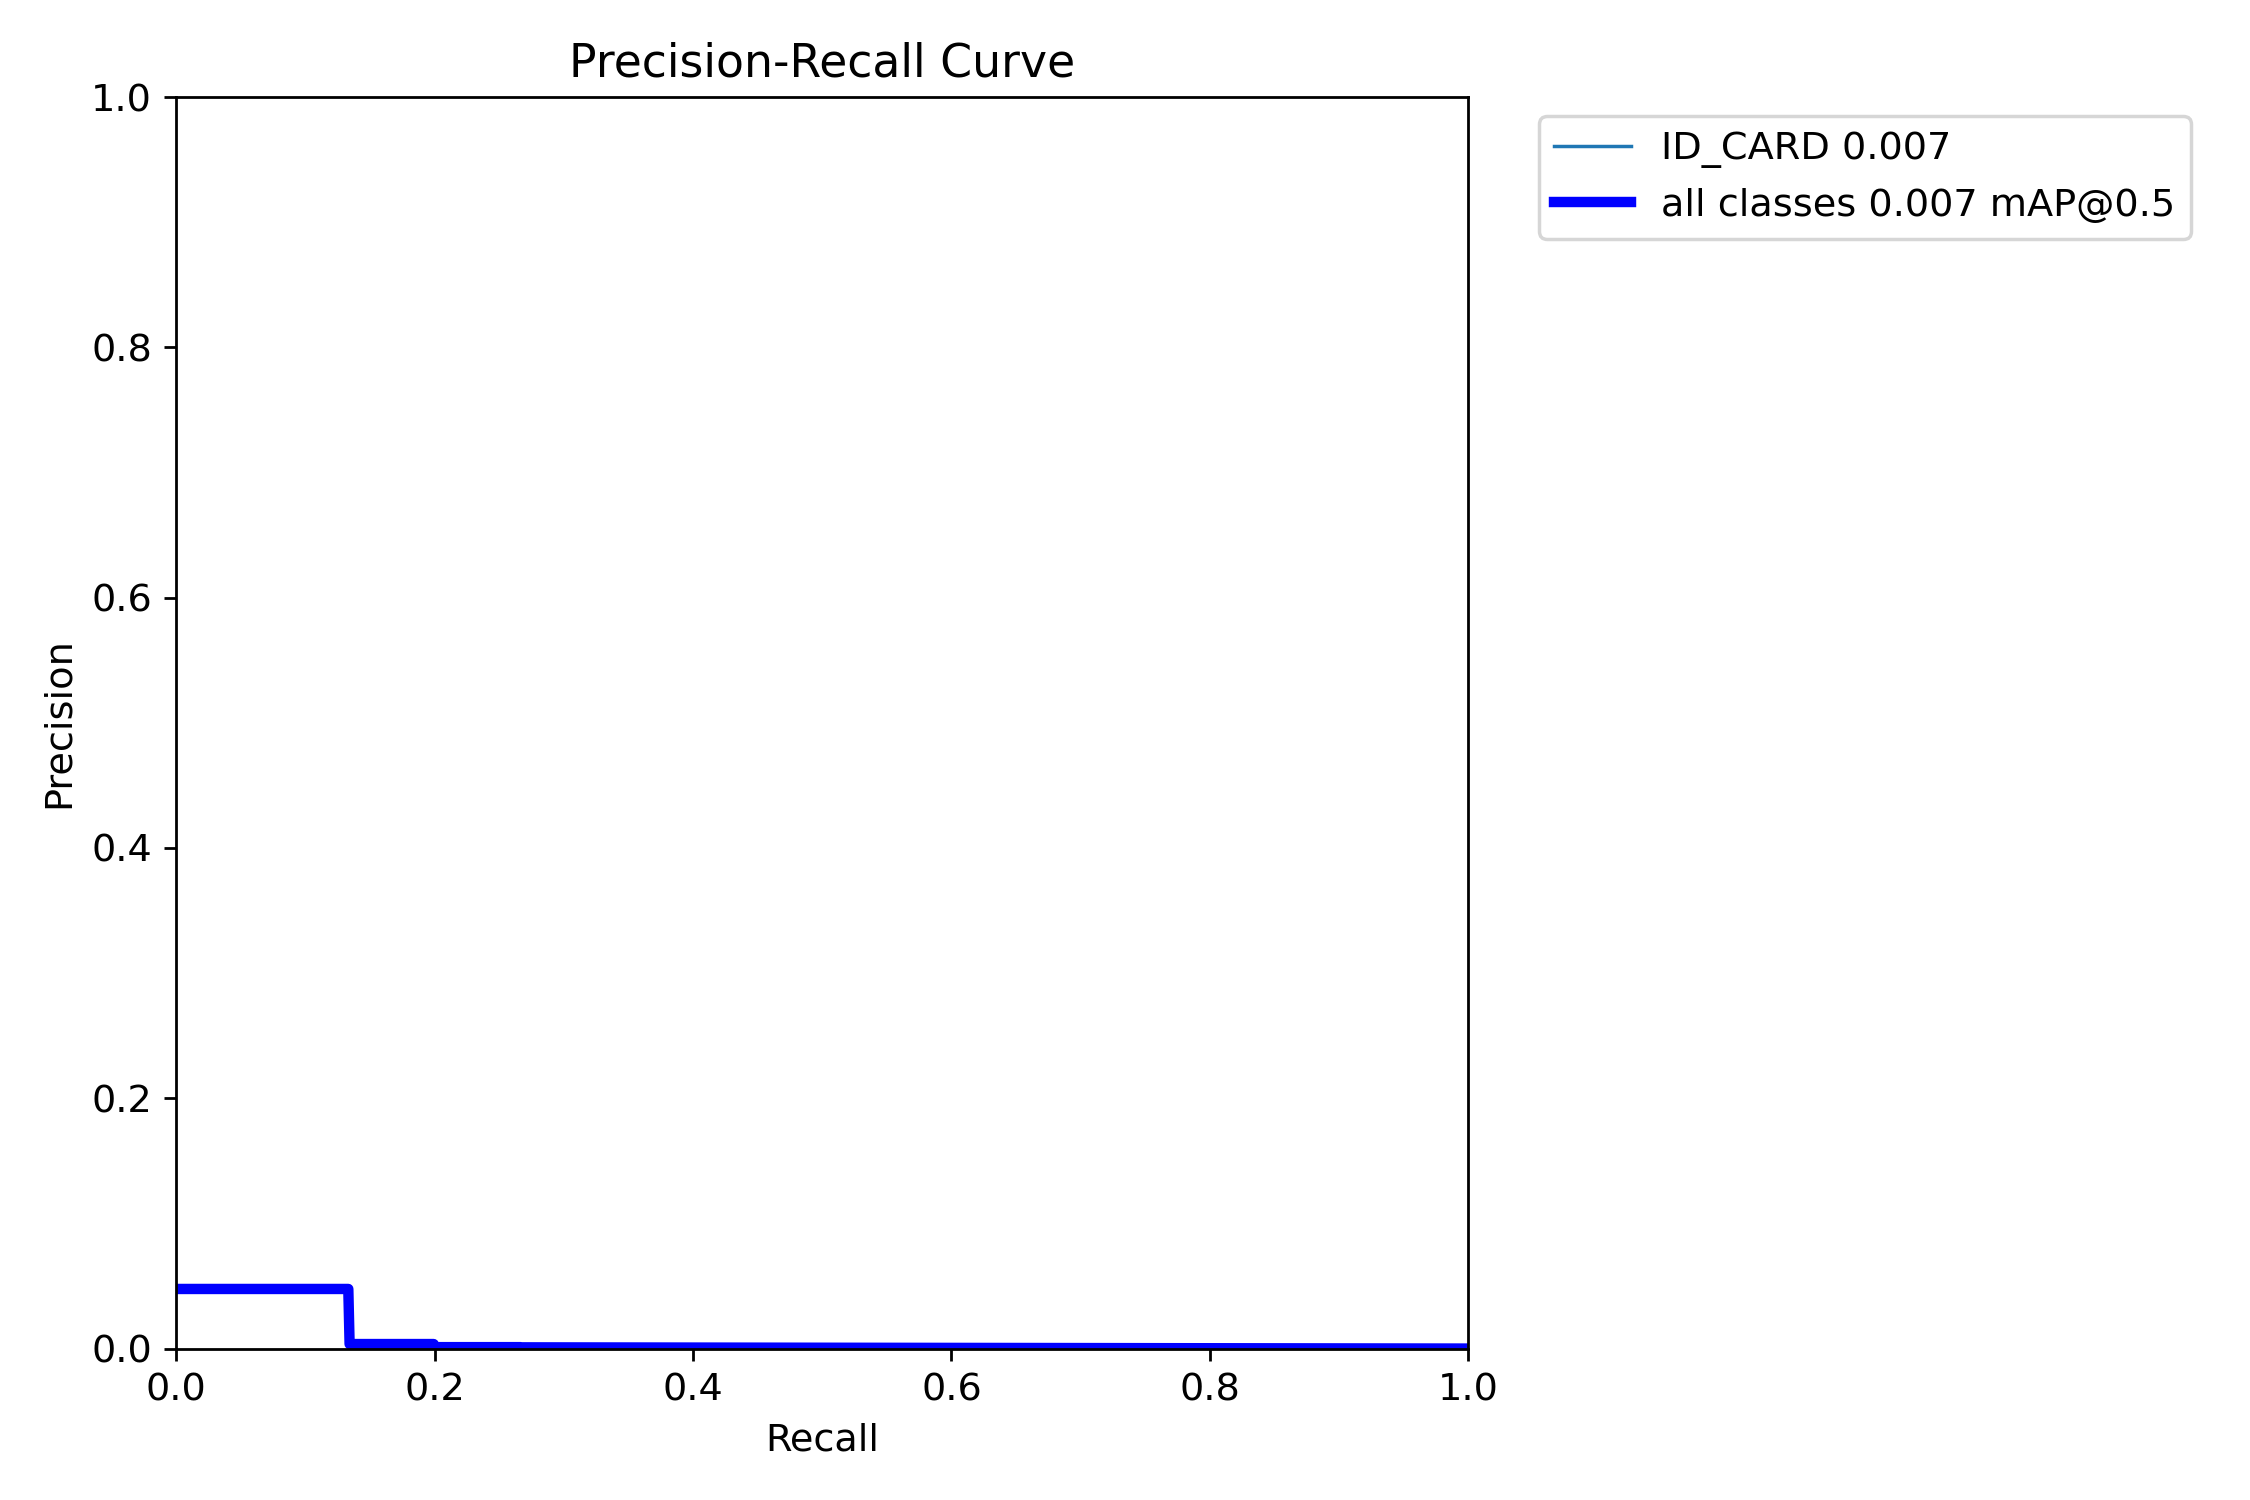 Precision-Recall Curve
1.0
0.8
0.6
0.4
0.2
0.0
Precision
0.0 0.2 0.4 0.6 0.8 1.0
Recall
ID_CARD 0.007
all classes 0.007 mAP@0.5